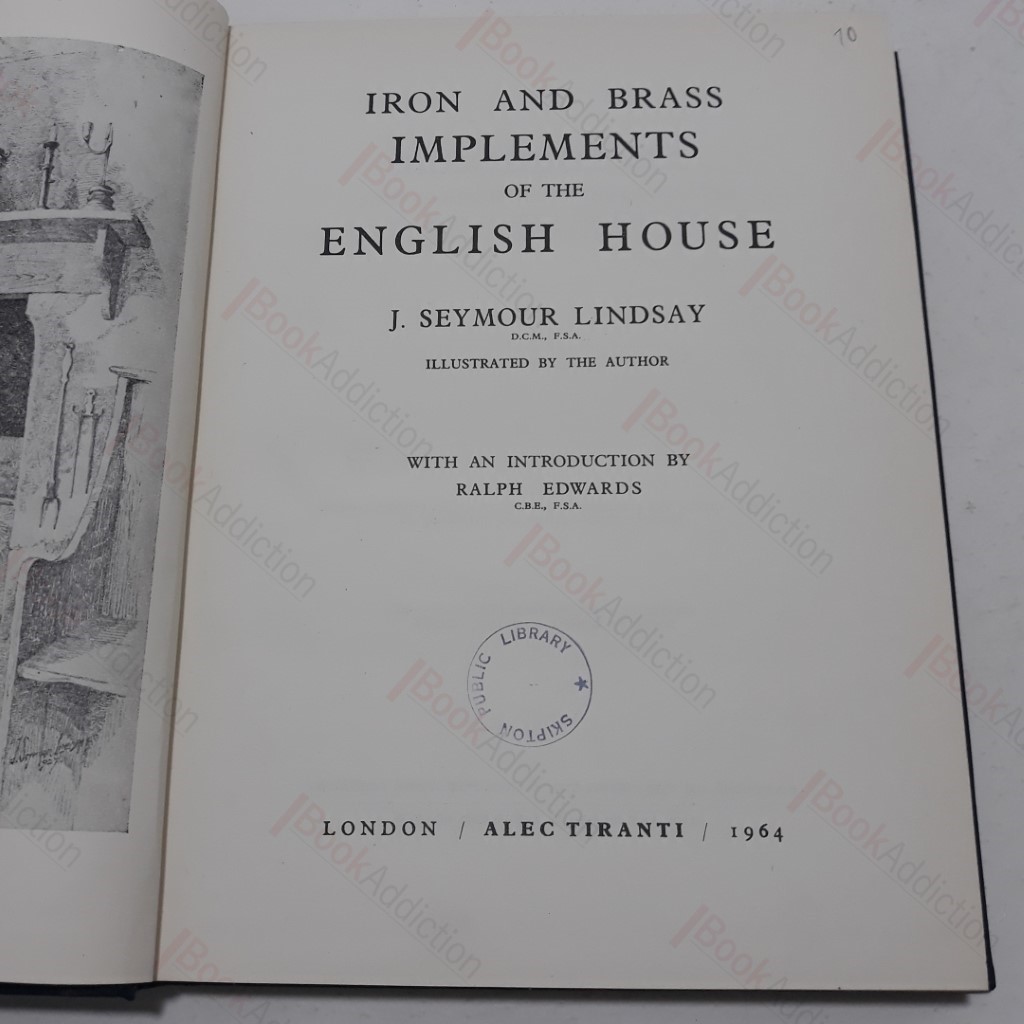 10
IRON AND BRASS
IMPLEMENTS
OF THE
ENGLISH HOUSE
J. SEYMOUR LINDSAY
D.C.M., F.S.A.
ILLUSTRATED BY THE AUTHOR
WITH AN INTRODUCTION BY
RALPH EDWARDS
C.B.E., F.S.A.
SKIPTON PUBLIC LIBRARY
LONDON / ALEC TIRANTI / 1964
BookAddiction